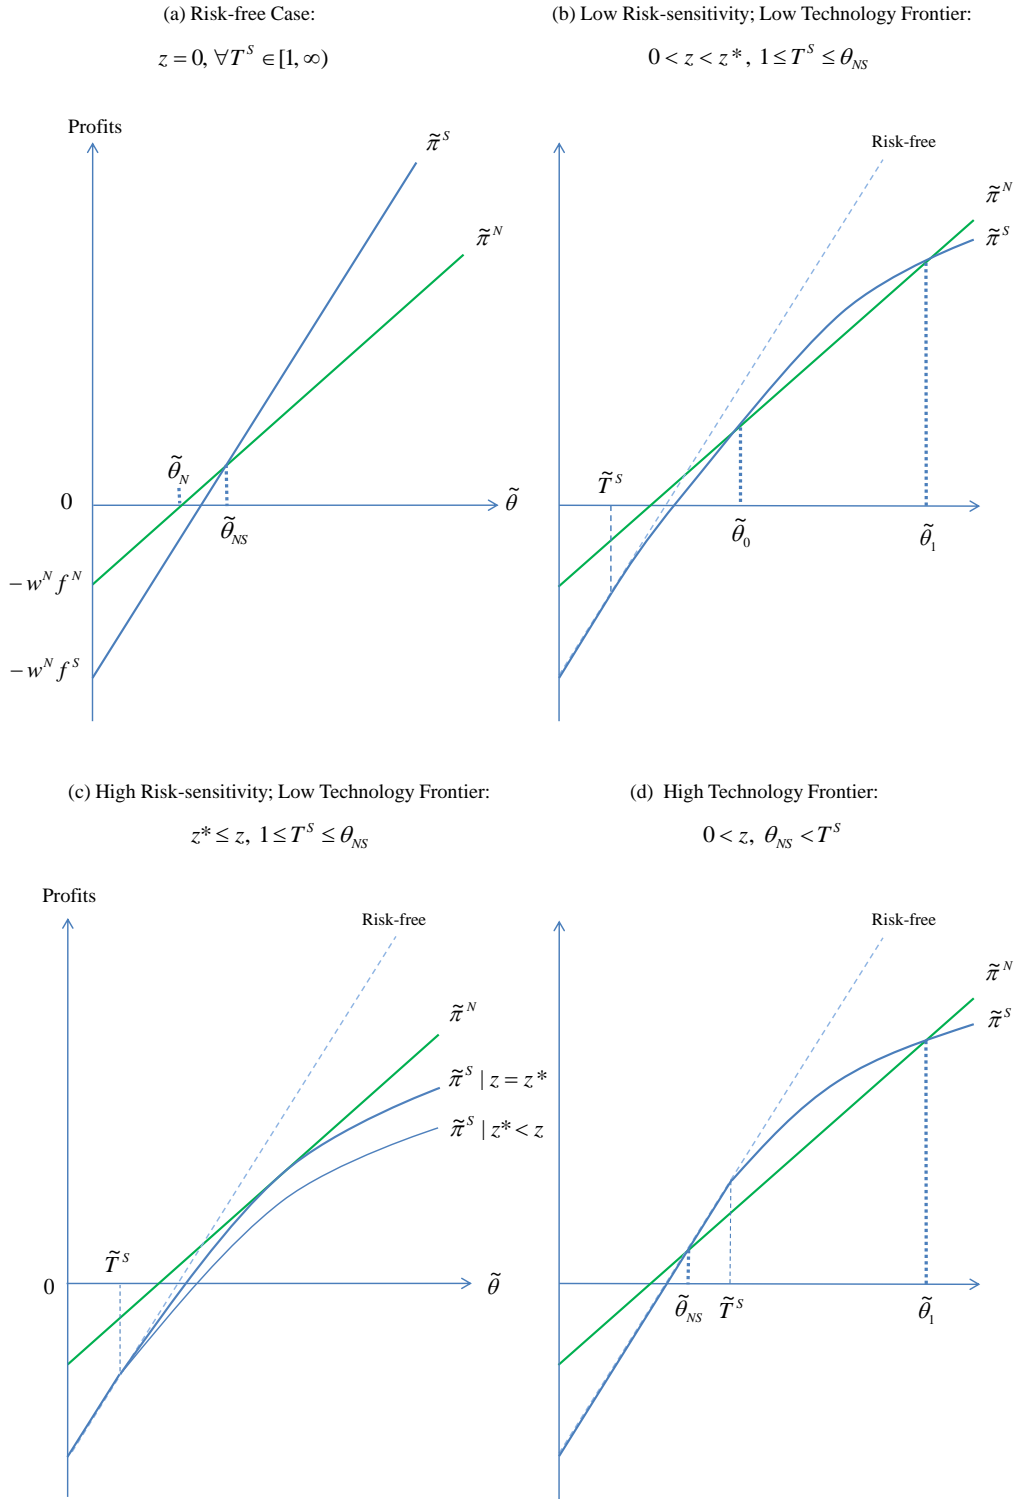 (a) Risk-free Case:
z = 0, ∀T^S ∈ [1, ∞)
Profits
π̃^S
π̃^N
θ̃_N
0
θ̃
θ̃_NS
−w^N f^N
−w^N f^S
(b) Low Risk-sensitivity; Low Technology Frontier:
0 < z < z*, 1 ≤ T^S ≤ θ_NS
Risk-free
π̃^N
π̃^S
T̃^S
θ̃_0
θ̃_1
(c) High Risk-sensitivity; Low Technology Frontier:
z* ≤ z, 1 ≤ T^S ≤ θ_NS
Profits
Risk-free
π̃^N
π̃^S | z = z*
π̃^S | z* < z
T̃^S
0
θ̃
(d) High Technology Frontier:
0 < z, θ_NS < T^S
Risk-free
π̃^N
π̃^S
θ̃_NS
T̃^S
θ̃_1